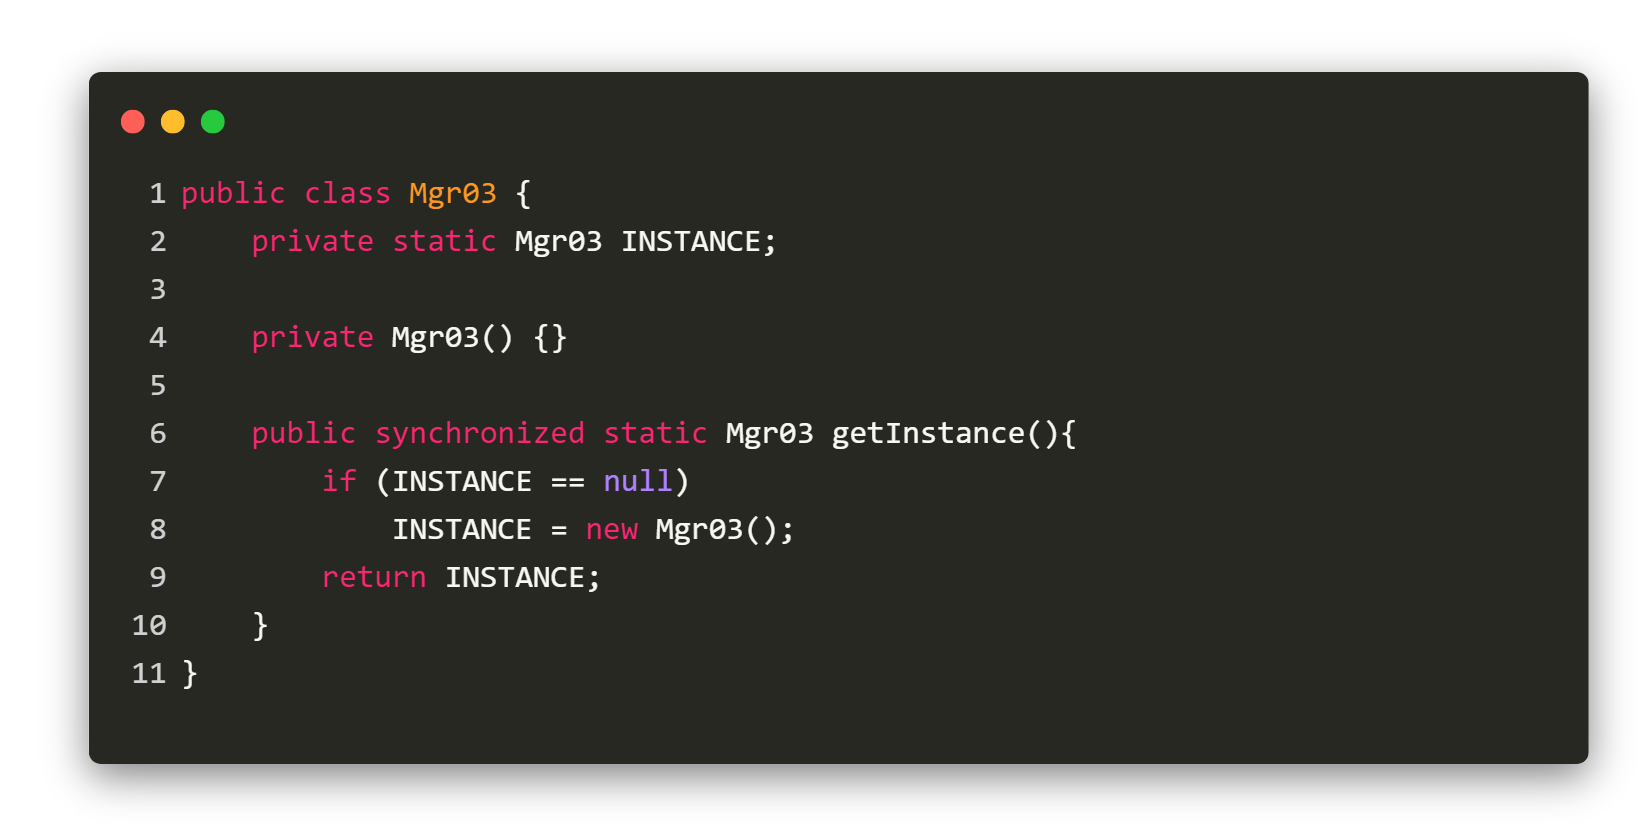 1 public class Mgr03 {
2     private static Mgr03 INSTANCE;
3
4     private Mgr03() {}
5
6     public synchronized static Mgr03 getInstance(){
7         if (INSTANCE == null)
8             INSTANCE = new Mgr03();
9         return INSTANCE;
10     }
11 }